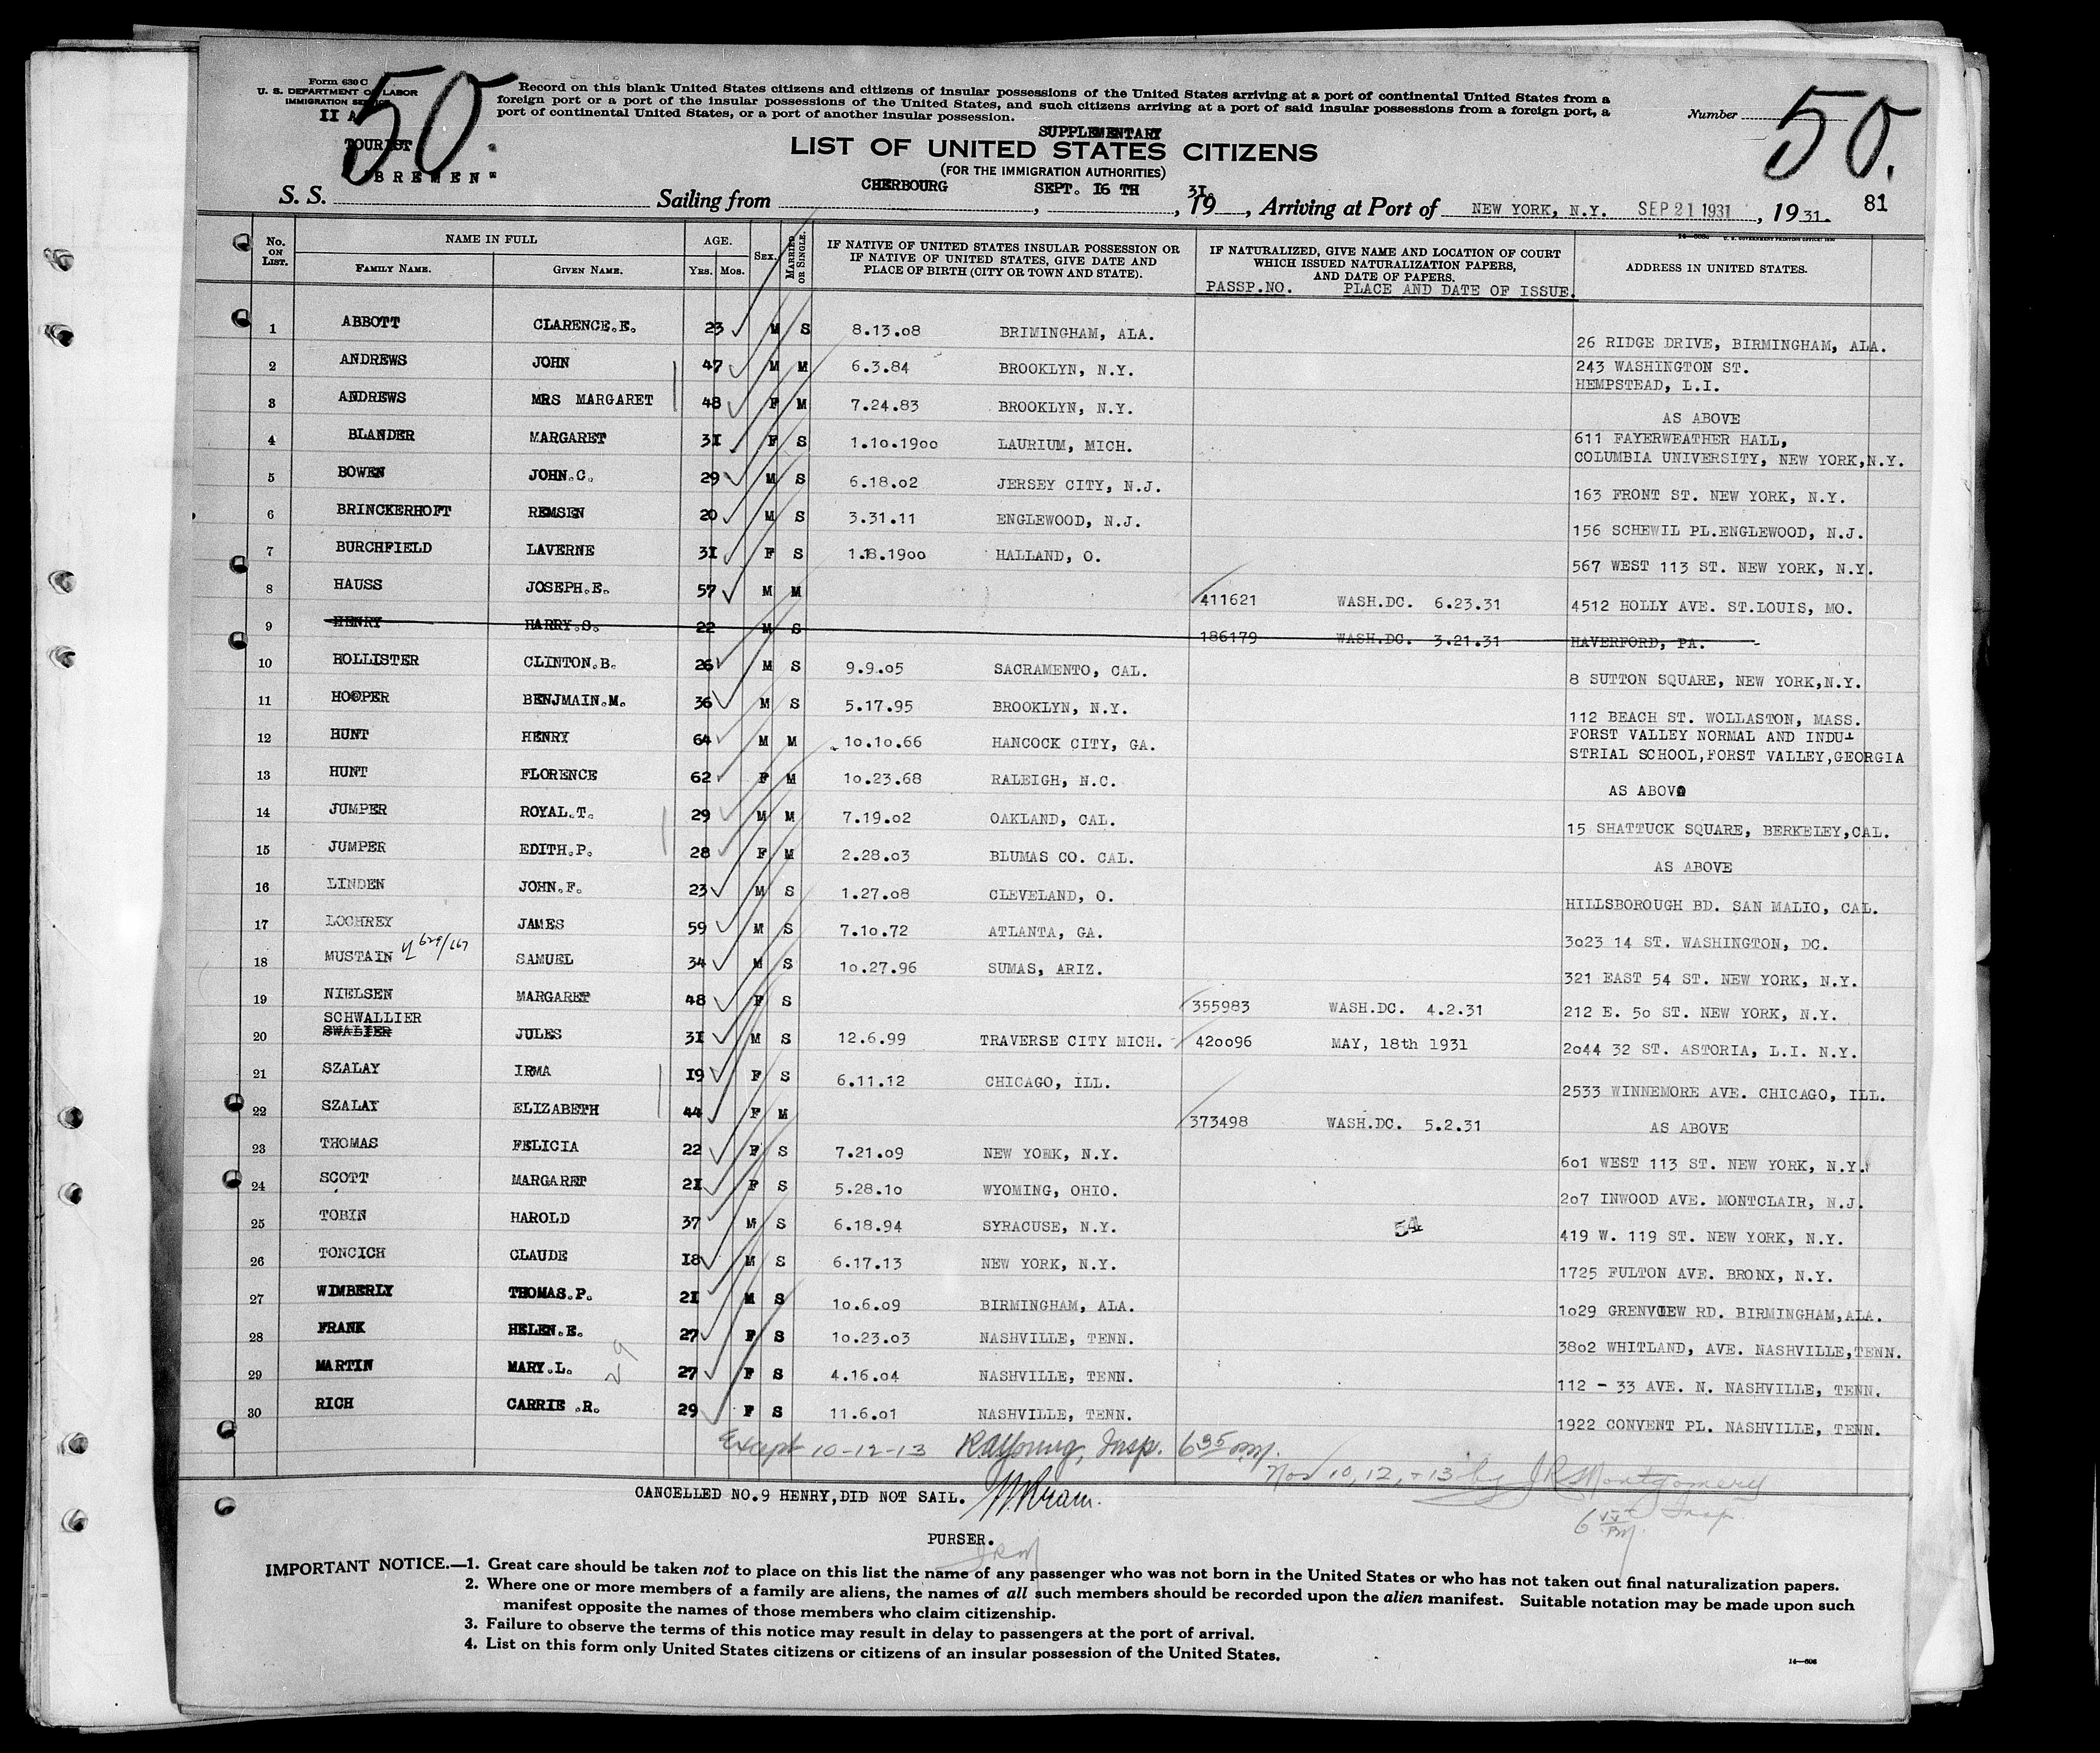 Form 630 C
U. S. DEPARTMENT OF LABOR
IMMIGRATION SERVICE
II A
TOURIST
50.
Record on this blank United States citizens and citizens of insular possessions of the United States arriving at a port of continental United States from a
foreign port or a port of the insular possessions of the United States, and such citizens arriving at a port of said insular possessions from a foreign port, a
port of continental United States, or a port of another insular possession.
Number
50.
SUPPLEMENTARY
LIST OF UNITED STATES CITIZENS
(FOR THE IMMIGRATION AUTHORITIES)
S. S. "BREMEN" Sailing from CHERBOURG, SEPT. I6 TH, 19 3I., Arriving at Port of NEW YORK, N.Y. SEP 21 1931, 1931. 81
14—608a U. S. GOVERNMENT PRINTING OFFICE: 1930
No. ON LIST. NAME IN FULL FAMILY NAME. GIVEN NAME. AGE. YRS. MOS. SEX. MARRIED OR SINGLE. IF NATIVE OF UNITED STATES INSULAR POSSESSION OR IF NATIVE OF UNITED STATES, GIVE DATE AND PLACE OF BIRTH (CITY OR TOWN AND STATE). IF NATURALIZED, GIVE NAME AND LOCATION OF COURT WHICH ISSUED NATURALIZATION PAPERS, AND DATE OF PAPERS. ADDRESS IN UNITED STATES.
PASSP.NO. PLACE AND DATE OF ISSUE.
1 ABBOTT CLARENCE.E. 23 M S 8.13.08 BRIMINGHAM, ALA. 26 RIDGE DRIVE, BIRMINGHAM, ALA.
2 ANDREWS JOHN 47 M M 6.3.84 BROOKLYN, N.Y. 243 WASHINGTON ST.
HEMPSTEAD, L.I.
3 ANDREWS MRS MARGARET 48 F M 7.24.83 BROOKLYN, N.Y. AS ABOVE
4 BLANDER MARGARET 3I F S 1.10.1900 LAURIUM, MICH. 611 FAYERWEATHER HALL,
COLUMBIA UNIVERSITY, NEW YORK,N.Y.
5 BOWEN JOHN.C. 29 M S 6.18.02 JERSEY CITY, N.J. 163 FRONT ST. NEW YORK, N.Y.
6 BRINCKERHOFT REMSEN 20 M S 3.31.11 ENGLEWOOD, N.J. 156 SCHEWIL PL.ENGLEWOOD, N.J.
7 BURCHFIELD LAVERNE 3I F S 1.18.1900 HALLAND, O. 567 WEST 113 ST. NEW YORK, N.Y.
8 HAUSS JOSEPH.E. 57 M M 411621 WASH.DC. 6.23.31 4512 HOLLY AVE. ST.LOUIS, MO.
9 HENRY HARRY.S. 22 M S 186179 WASH.DC. 3.21.31 HAVERFORD, PA.
10 HOLLISTER CLINTON.B. 26 M S 9.9.05 SACRAMENTO, CAL. 8 SUTTON SQUARE, NEW YORK,N.Y.
11 HOOPER BENJMAIN.M. 36 M S 5.17.95 BROOKLYN, N.Y. 112 BEACH ST. WOLLASTON, MASS.
12 HUNT HENRY 64 M M 10.10.66 HANCOCK CITY, GA. FORST VALLEY NORMAL AND INDU-
STRIAL SCHOOL,FORST VALLEY,GEORGIA
13 HUNT FLORENCE 62 F M 10.23.68 RALEIGH, N.C. AS ABOVE
14 JUMPER ROYAL.T. 29 M M 7.19.02 OAKLAND, CAL. 15 SHATTUCK SQUARE, BERKELEY,CAL.
15 JUMPER EDITH.P. 28 F M 2.28.03 BLUMAS CO. CAL. AS ABOVE
16 LINDEN JOHN.F. 23 M S 1.27.08 CLEVELAND, O. HILLSBOROUGH BD. SAN MALIO, CAL.
17 LOCHREY JAMES 59 M S 7.10.72 ATLANTA, GA. 3023 14 ST. WASHINGTON, DC.
18 MUSTAIN SAMUEL 34 M S 10.27.96 SUMAS, ARIZ. 321 EAST 54 ST. NEW YORK, N.Y.
19 NIELSEN MARGARET 48 F S 355983 WASH.DC. 4.2.31 212 E. 50 ST. NEW YORK, N.Y.
SCHWALLIER
20 SWALIER JULES 3I M S 12.6.99 TRAVERSE CITY MICH. 420096 MAY, 18th 1931 2044 32 ST. ASTORIA, L.I. N.Y.
21 SZALAY IRMA I9 F S 6.11.12 CHICAGO, ILL. 2533 WINNEMORE AVE. CHICAGO, ILL.
22 SZALAY ELIZABETH 44 F M 373498 WASH.DC. 5.2.31 AS ABOVE
23 THOMAS FELICIA 22 F S 7.21.09 NEW YORK, N.Y. 601 WEST 113 ST. NEW YORK, N.Y.
24 SCOTT MARGARET 2I F S 5.28.10 WYOMING, OHIO. 207 INWOOD AVE. MONTCLAIR, N.J.
25 TOBIN HAROLD 37 M S 6.18.94 SYRACUSE, N.Y. 54 419 W. 119 ST. NEW YORK, N.Y.
26 TONCICH CLAUDE I8 M S 6.17.13 NEW YORK, N.Y. 1725 FULTON AVE. BRONX, N.Y.
27 WIMBERLY THOMAS.P. 2I M S 10.6.09 BIRMINGHAM, ALA. 1029 GRENVIEW RD. BIRMINGHAM,ALA.
28 FRANK HELEN.E. 27 F S 10.23.03 NASHVILLE, TENN. 3802 WHITLAND, AVE. NASHVILLE,TENN.
29 MARTIN MARY.L. 29 27 F S 4.16.04 NASHVILLE, TENN. 112 - 33 AVE. N. NASHVILLE, TENN.
30 RICH CARRIE .R. 29 F S 11.6.01 NASHVILLE, TENN. 1922 CONVENT PL. NASHVILLE, TENN.
Except 10-12-13 R.A.Young, Insp. 6 35 P.M.
Nos 10, 12, + 13 by J R Montgomery
Insp.
6 PM
CANCELLED NO.9 HENRY,DID NOT SAIL.
PURSER.
JRM
IMPORTANT NOTICE.—1. Great care should be taken not to place on this list the name of any passenger who was not born in the United States or who has not taken out final naturalization papers.
2. Where one or more members of a family are aliens, the names of all such members should be recorded upon the alien manifest. Suitable notation may be made upon such
manifest opposite the names of those members who claim citizenship.
3. Failure to observe the terms of this notice may result in delay to passengers at the port of arrival.
4. List on this form only United States citizens or citizens of an insular possession of the United States.
14—608